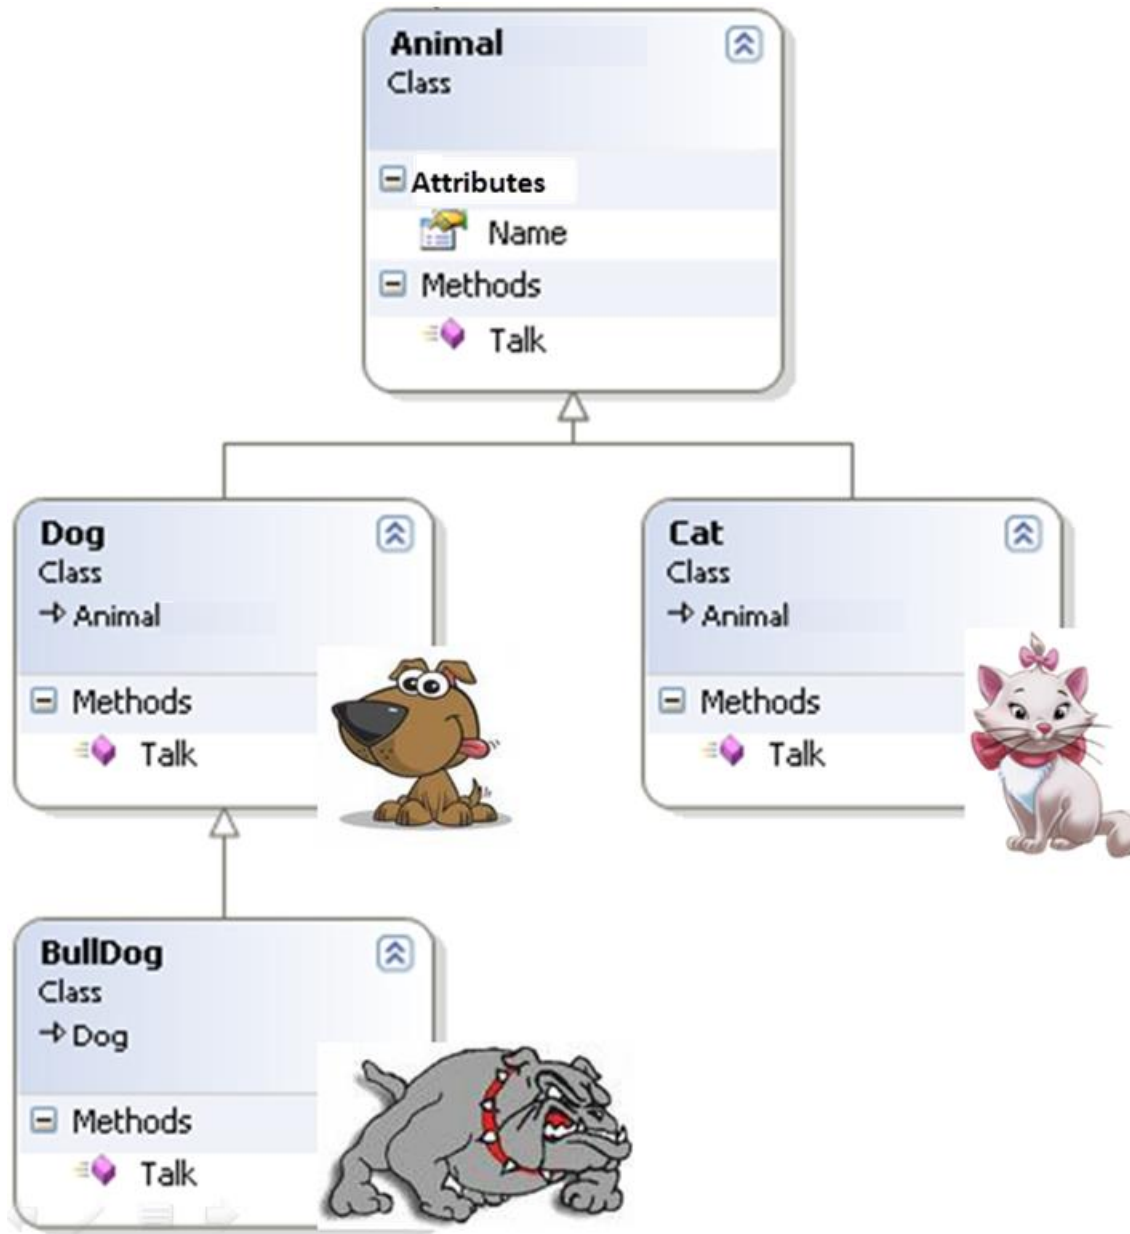 Animal
Class
Attributes
Name
Methods
Talk
Dog
Class
Animal
Methods
Talk
Cat
Class
Animal
Methods
Talk
BullDog
Class
Dog
Methods
Talk